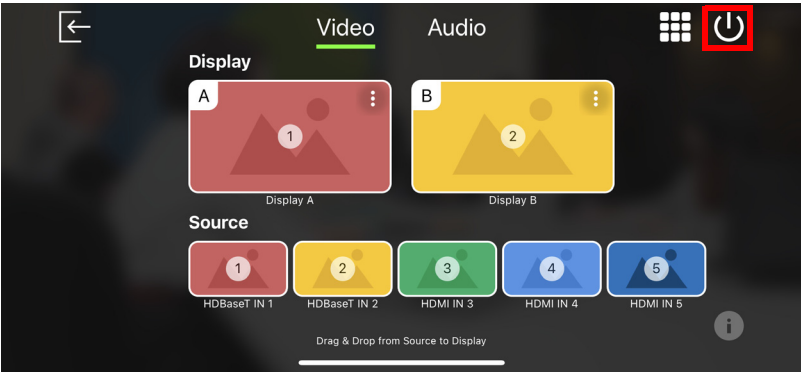 Video Audio
Display
A B
1 2
Display A Display B
Source
1 2 3 4 5
HDBaseT IN 1 HDBaseT IN 2 HDMI IN 3 HDMI IN 4 HDMI IN 5
i
Drag & Drop from Source to Display